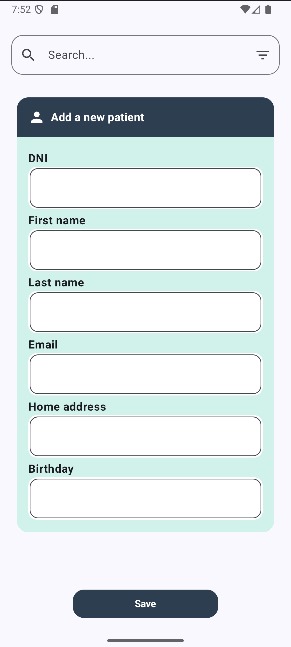 7:52
Search...
Add a new patient
DNI
First name
Last name
Email
Home address
Birthday
Save